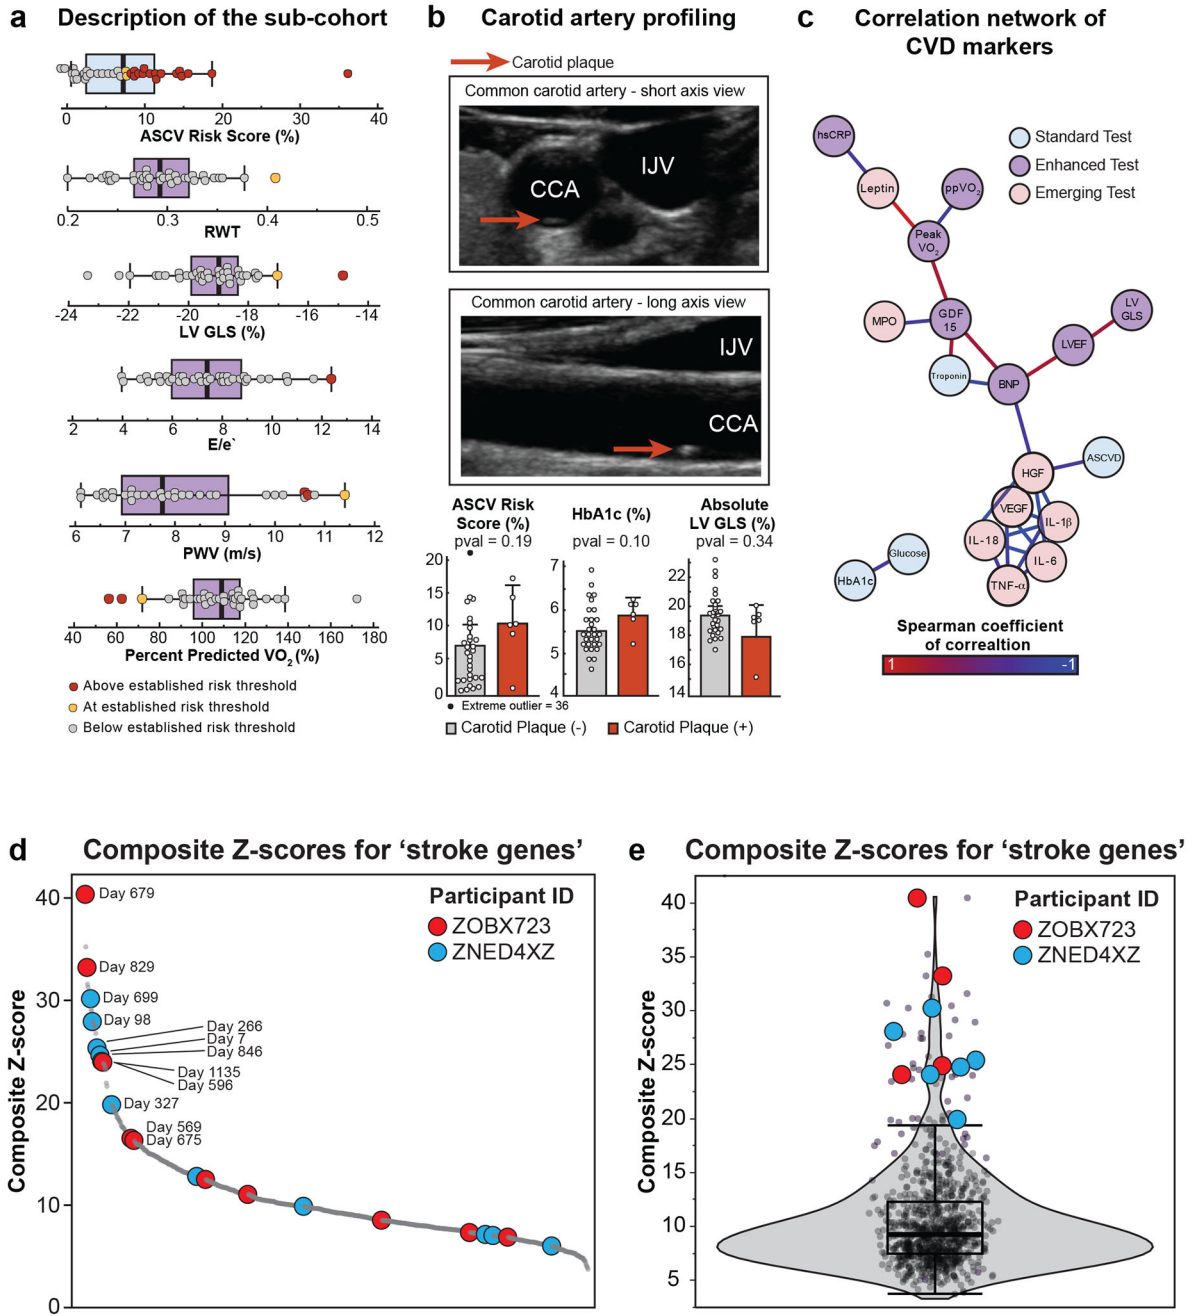 a Description of the sub-cohort
0 10 20 30 40
ASCV Risk Score (%)
0.2 0.3 0.4 0.5
RWT
-24 -22 -20 -18 -16 -14
LV GLS (%)
2 4 6 8 10 12 14
E/e`
6 7 8 9 10 11 12
PWV (m/s)
40 60 80 100 120 140 160 180
Percent Predicted VO2 (%)
Above established risk threshold
At established risk threshold
Below established risk threshold
b Carotid artery profiling
Carotid plaque
Common carotid artery - short axis view
IJV
CCA
Common carotid artery - long axis view
IJV
CCA
ASCV Risk
Score (%)
pval = 0.19
20
15
10
5
0
HbA1c (%)
pval = 0.10
7
6
5
4
Absolute
LV GLS (%)
pval = 0.34
22
20
18
16
14
Extreme outlier = 36
Carotid Plaque (-) Carotid Plaque (+)
c Correlation network of
CVD markers
Standard Test
Enhanced Test
Emerging Test
hsCRP
Leptin
ppVO2
Peak
VO2
MPO
GDF
15
LV
GLS
LVEF
Troponin
BNP
HGF
ASCVD
VEGF
IL-1β
IL-18
IL-6
TNF-α
Glucose
HbA1c
Spearman coefficient
of correaltion
1 -1
d Composite Z-scores for ‘stroke genes’
Composite Z-score
40
30
20
10
0
Participant ID
ZOBX723
ZNED4XZ
Day 679
Day 829
Day 699
Day 98
Day 266
Day 7
Day 846
Day 1135
Day 596
Day 327
Day 569
Day 675
e Composite Z-scores for ‘stroke genes’
Composite Z-score
40
35
30
25
20
15
10
5
Participant ID
ZOBX723
ZNED4XZ